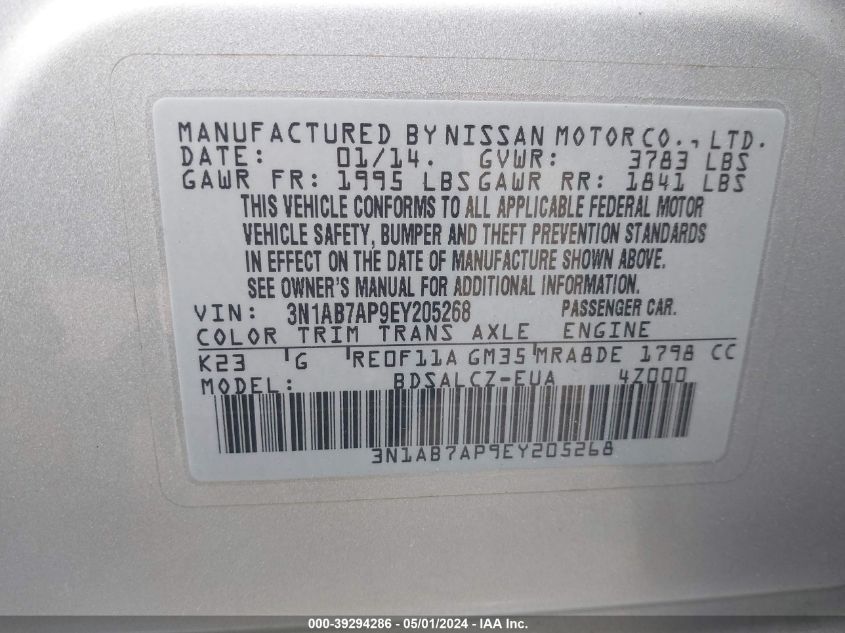 MANUFACTURED BY NISSAN MOTOR CO., LTD.
DATE: 01/14. GVWR: 3783 LBS
GAWR FR: 1995 LBS GAWR RR: 1841 LBS
THIS VEHICLE CONFORMS TO ALL APPLICABLE FEDERAL MOTOR
VEHICLE SAFETY, BUMPER AND THEFT PREVENTION STANDARDS
IN EFFECT ON THE DATE OF MANUFACTURE SHOWN ABOVE.
SEE OWNER'S MANUAL FOR ADDITIONAL INFORMATION.
VIN: 3N1AB7AP9EY205268 PASSENGER CAR.
COLOR TRIM TRANS AXLE ENGINE
K23 G RE0F11A GM35 MRA8DE 1798 CC
MODEL: BDSALCZ-EUA 4Z000
3N1AB7AP9EY205268
000-39294286 - 05/01/2024 - IAA Inc.